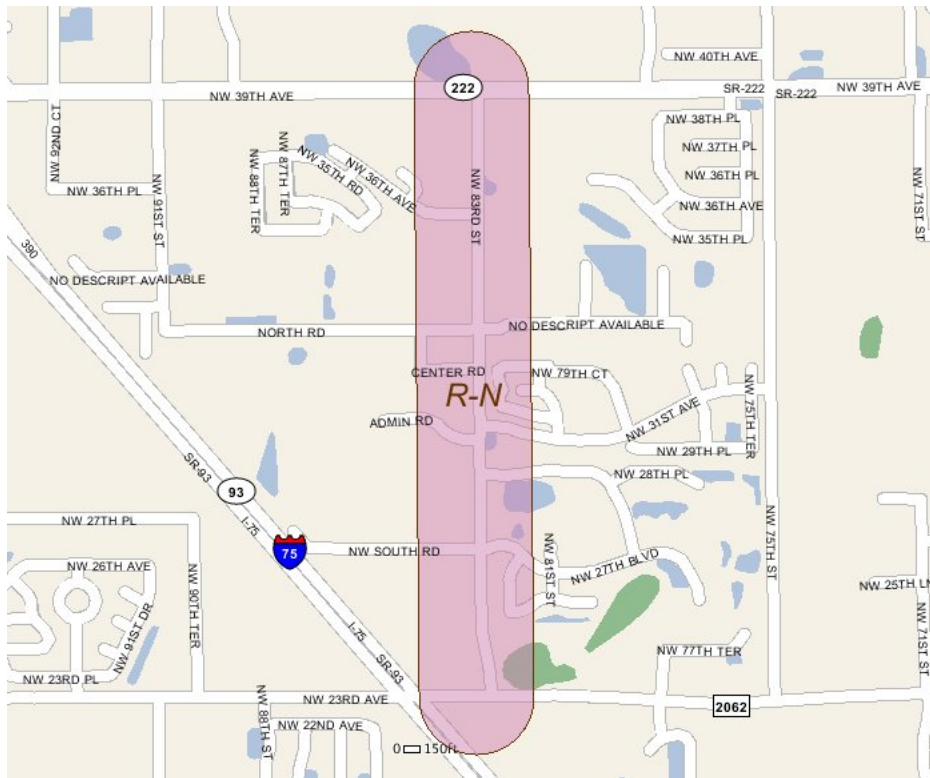 NW 40TH AVE
222
SR-222
SR-222
NW 39TH AVE
NW 39TH AVE
NW 92ND CT
NW 38TH PL
NW 37TH PL
NW 88TH TER
NW 87TH TER
NW 35TH RD
NW 36TH AVE
NW 83RD ST
NW 36TH PL
NW 36TH PL
NW 91ST ST
NW 36TH AVE
NW 71ST ST
NW 35TH PL
390
NO DESCRIPT AVAILABLE
NORTH RD
NO DESCRIPT AVAILABLE
CENTER RD
NW 79TH CT
R-N
NW 75TH TER
ADMIN RD
NW 31ST AVE
NW 29TH PL
SR-93
93
NW 28TH PL
NW 27TH PL
I-75
75
NW SOUTH RD
NW 75TH ST
NW 26TH AVE
NW 90TH TER
NW 81ST ST
NW 27TH BLVD
NW 25TH LN
NW 91ST DR
I-75
NW 71ST ST
NW 77TH TER
SR-93
NW 23RD PL
NW 23RD AVE
2062
NW 88TH ST
NW 22ND AVE
0 150ft